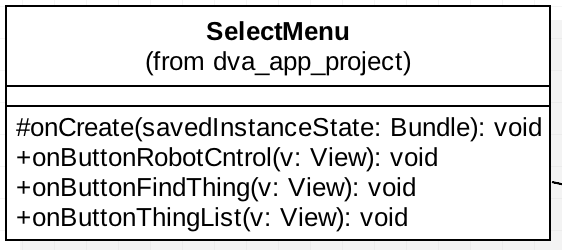 SelectMenu
(from dva_app_project)
#onCreate(savedInstanceState: Bundle): void
+onButtonRobotCntrol(v: View): void
+onButtonFindThing(v: View): void
+onButtonThingList(v: View): void